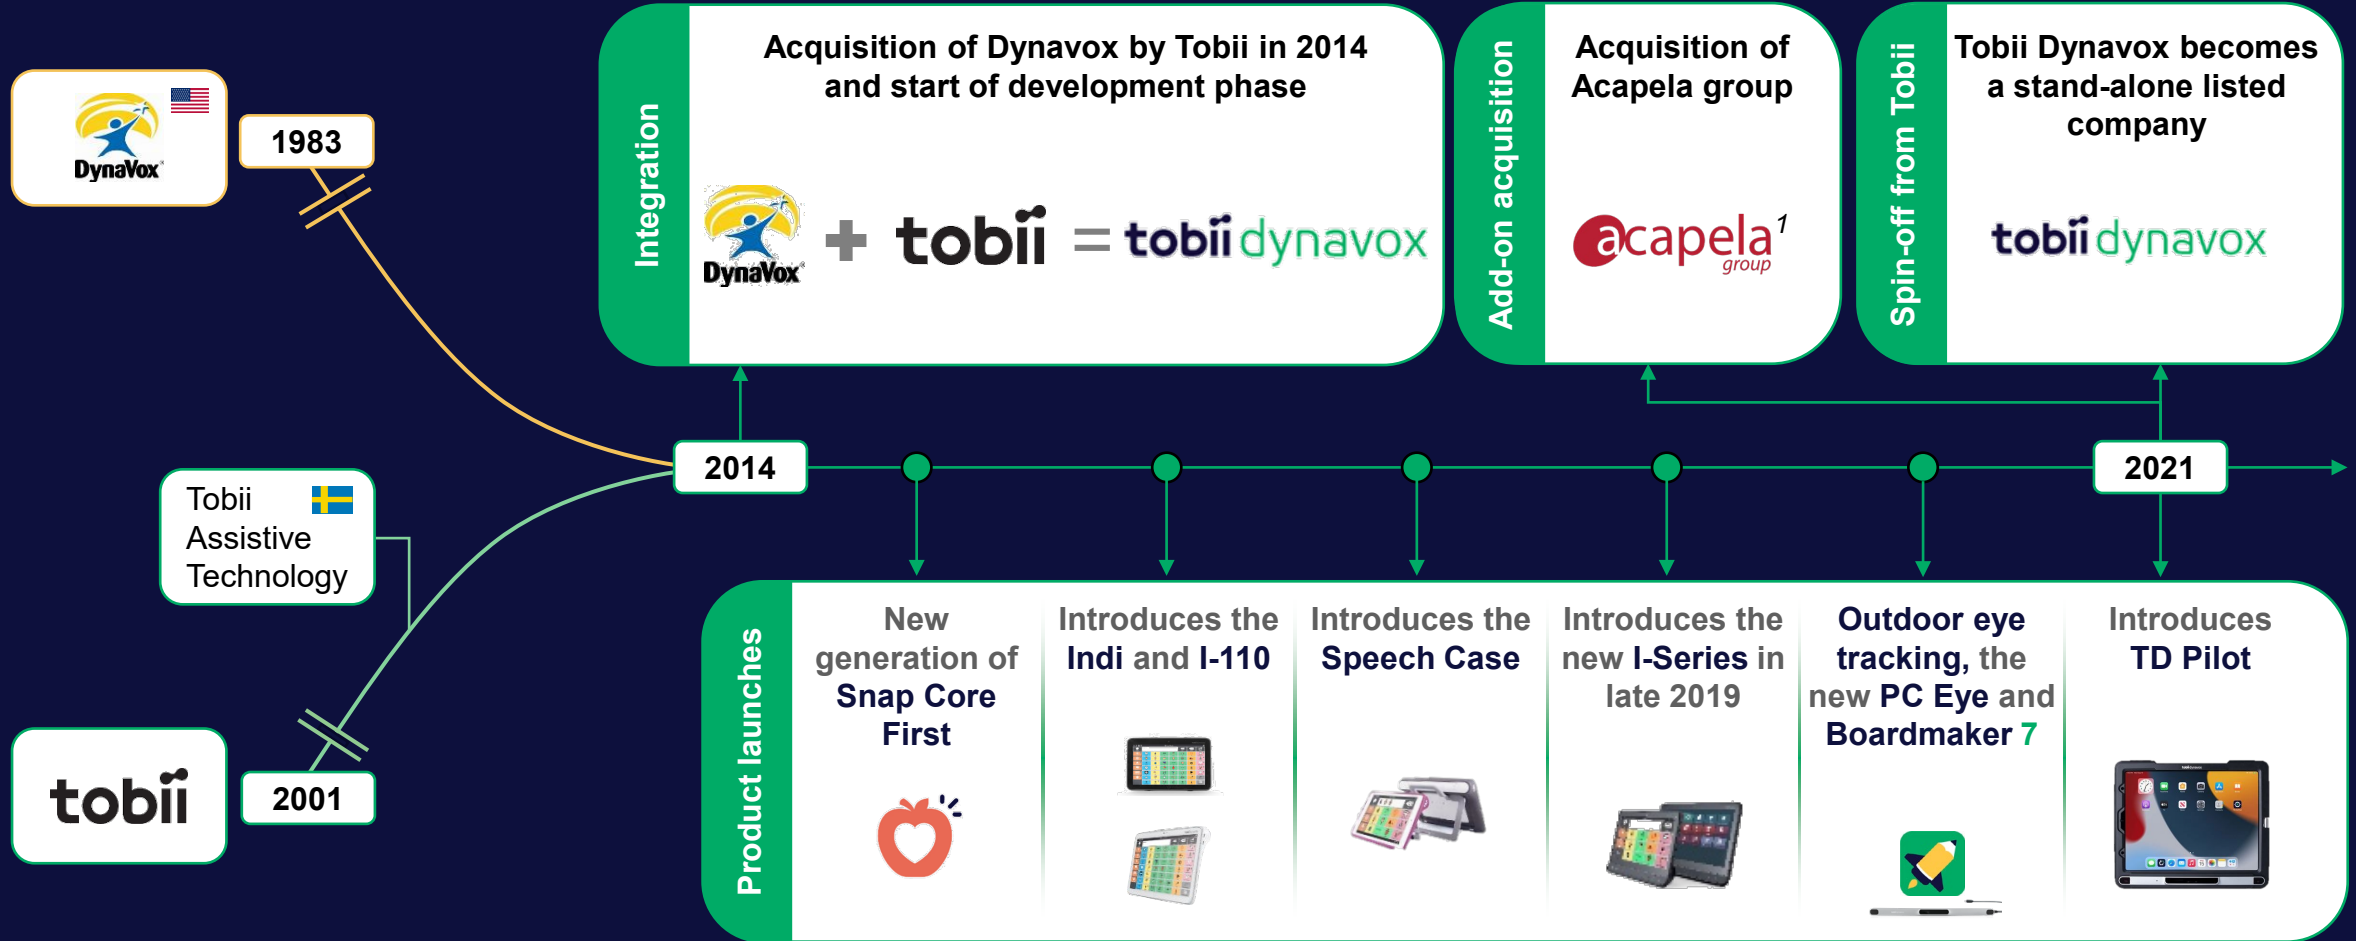 DynaVox
1983
Integration
Acquisition of Dynavox by Tobii in 2014
and start of development phase
DynaVox
+
tobii
=
tobii dynavox
Add-on acquisition
Acquisition of
Acapela group
acapela 1
group
Spin-off from Tobii
Tobii Dynavox becomes
a stand-alone listed
company
tobii dynavox
2014
2021
Tobii
Assistive
Technology
tobii
2001
Product launches
New
generation of
Snap Core
First
Introduces the
Indi and I-110
Introduces the
Speech Case
Introduces the
new I-Series in
late 2019
Outdoor eye
tracking, the
new PC Eye and
Boardmaker 7
Introduces
TD Pilot